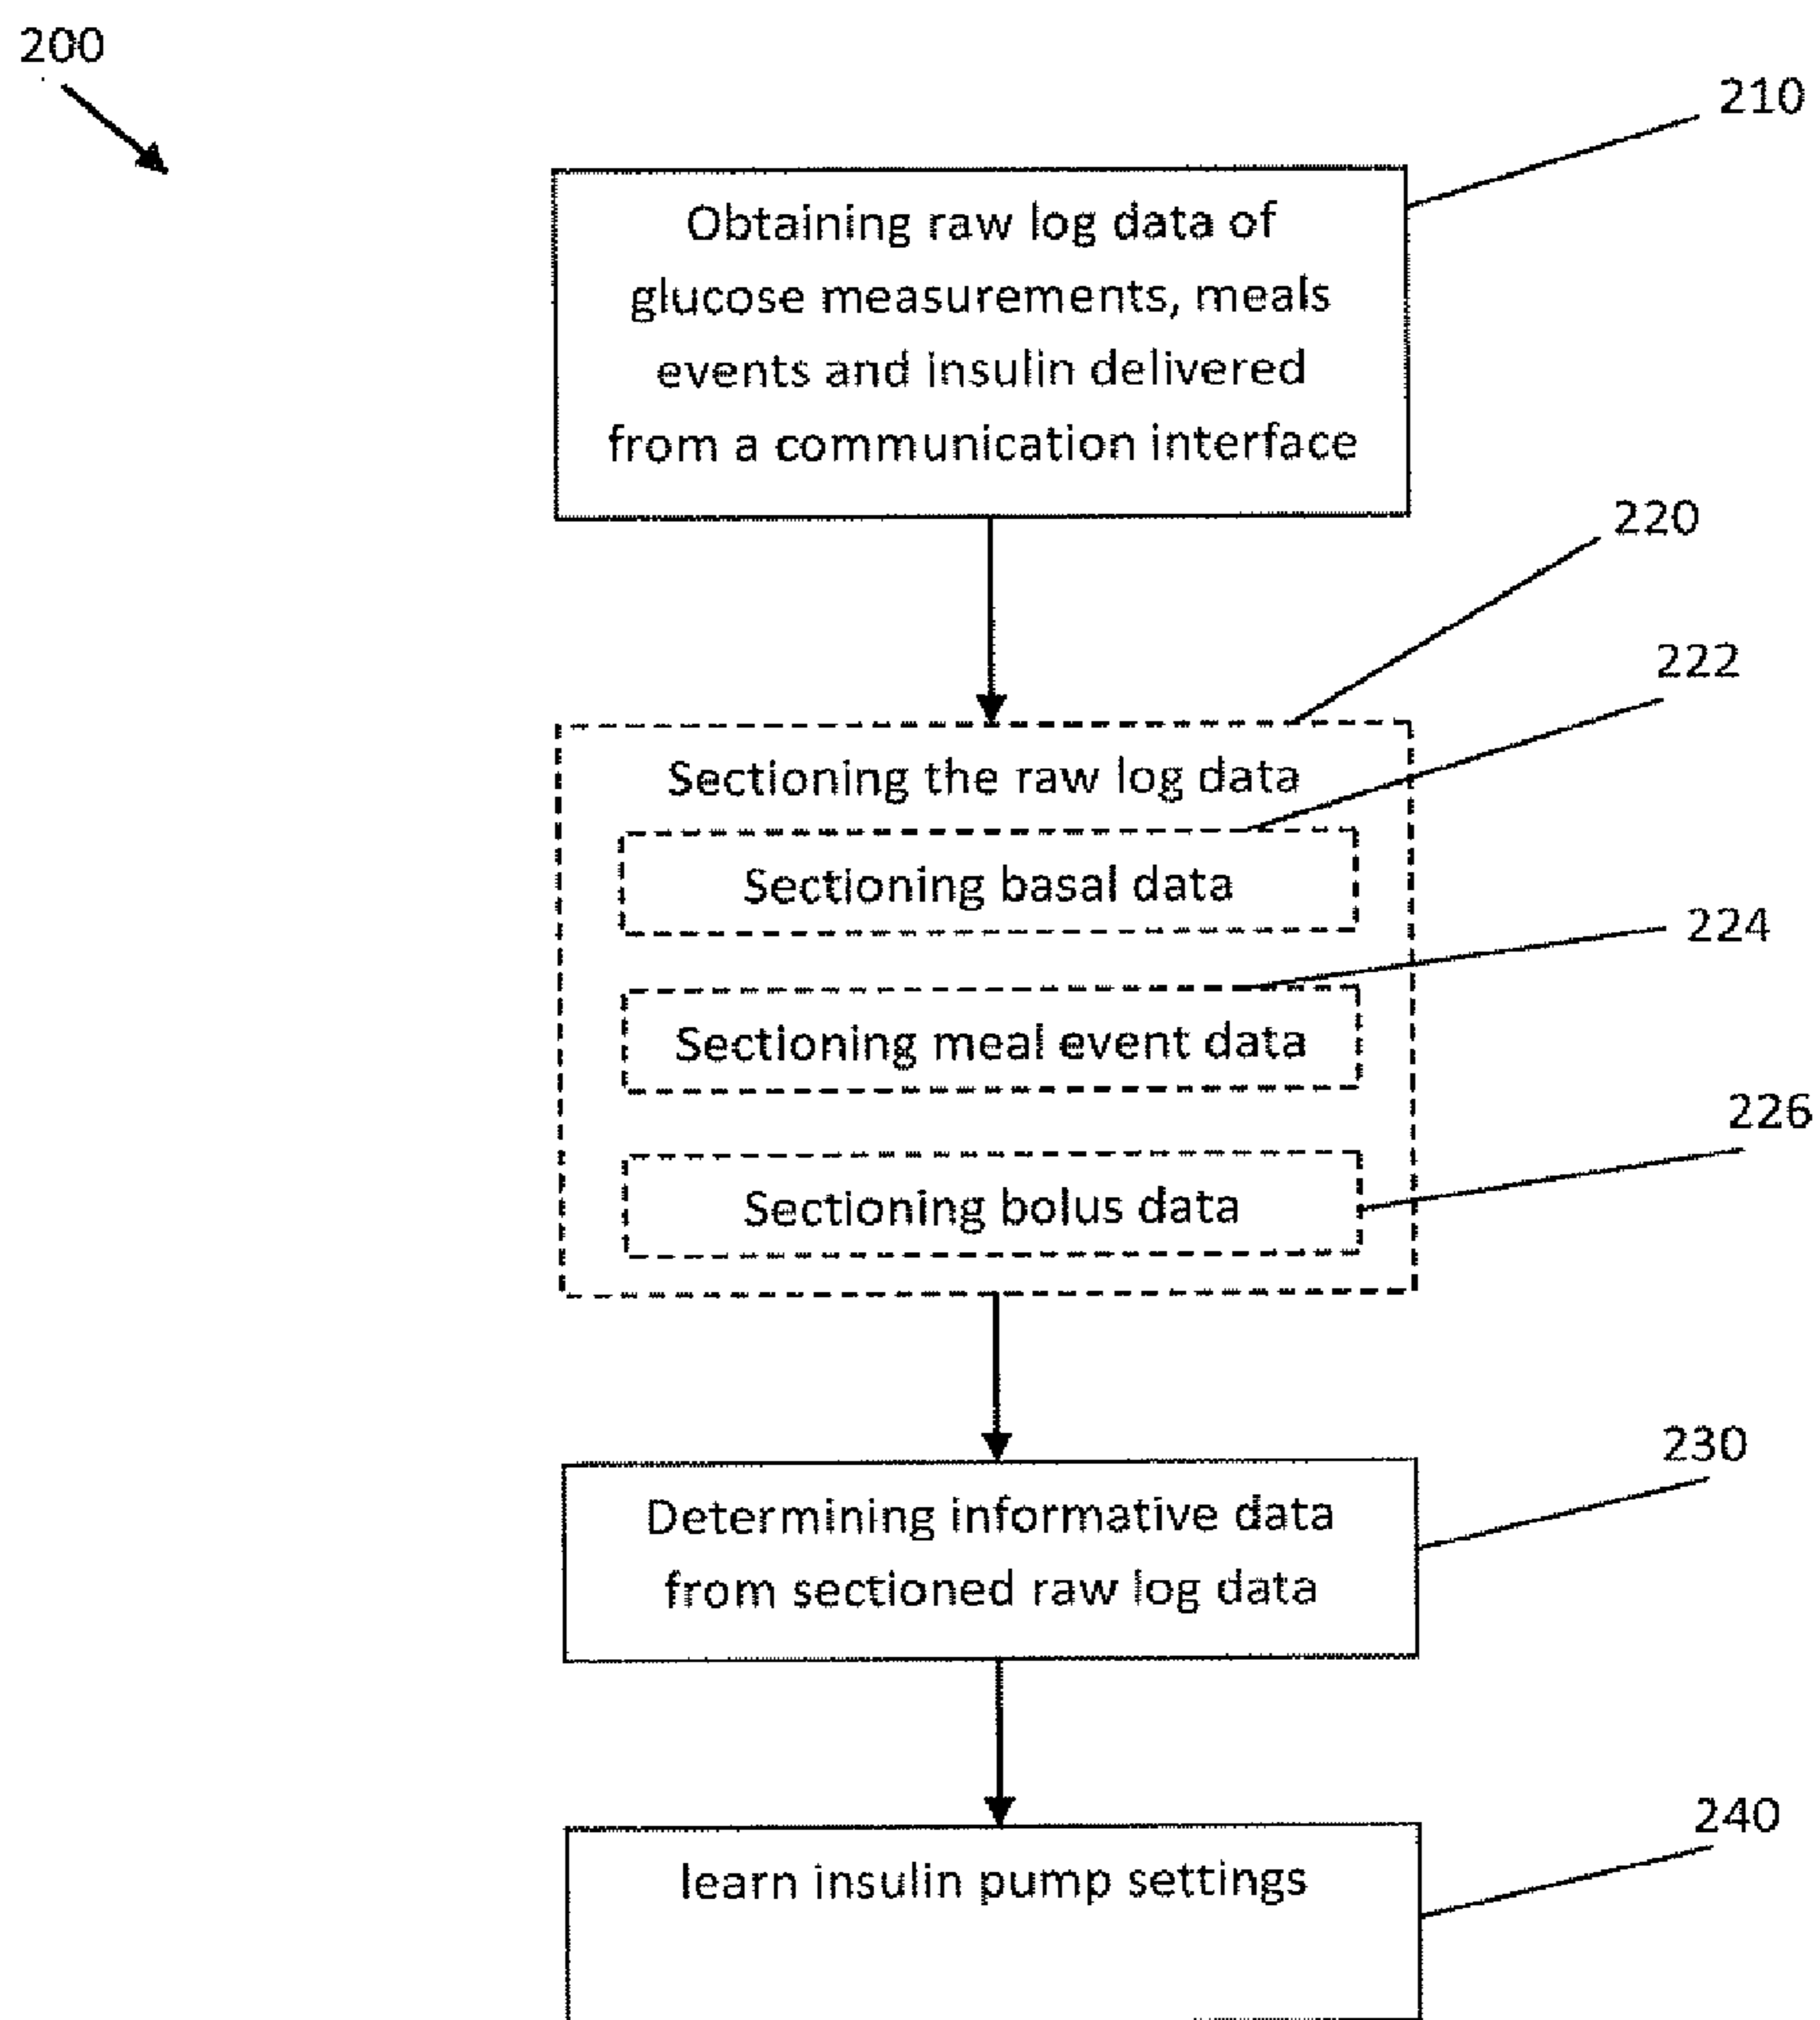 200
210
Obtaining raw log data of
glucose measurements, meals
events and insulin delivered
from a communication interface
220
222
Sectioning the raw log data
Sectioning basal data
224
Sectioning meal event data
226
Sectioning bolus data
230
Determining informative data
from sectioned raw log data
240
learn insulin pump settings